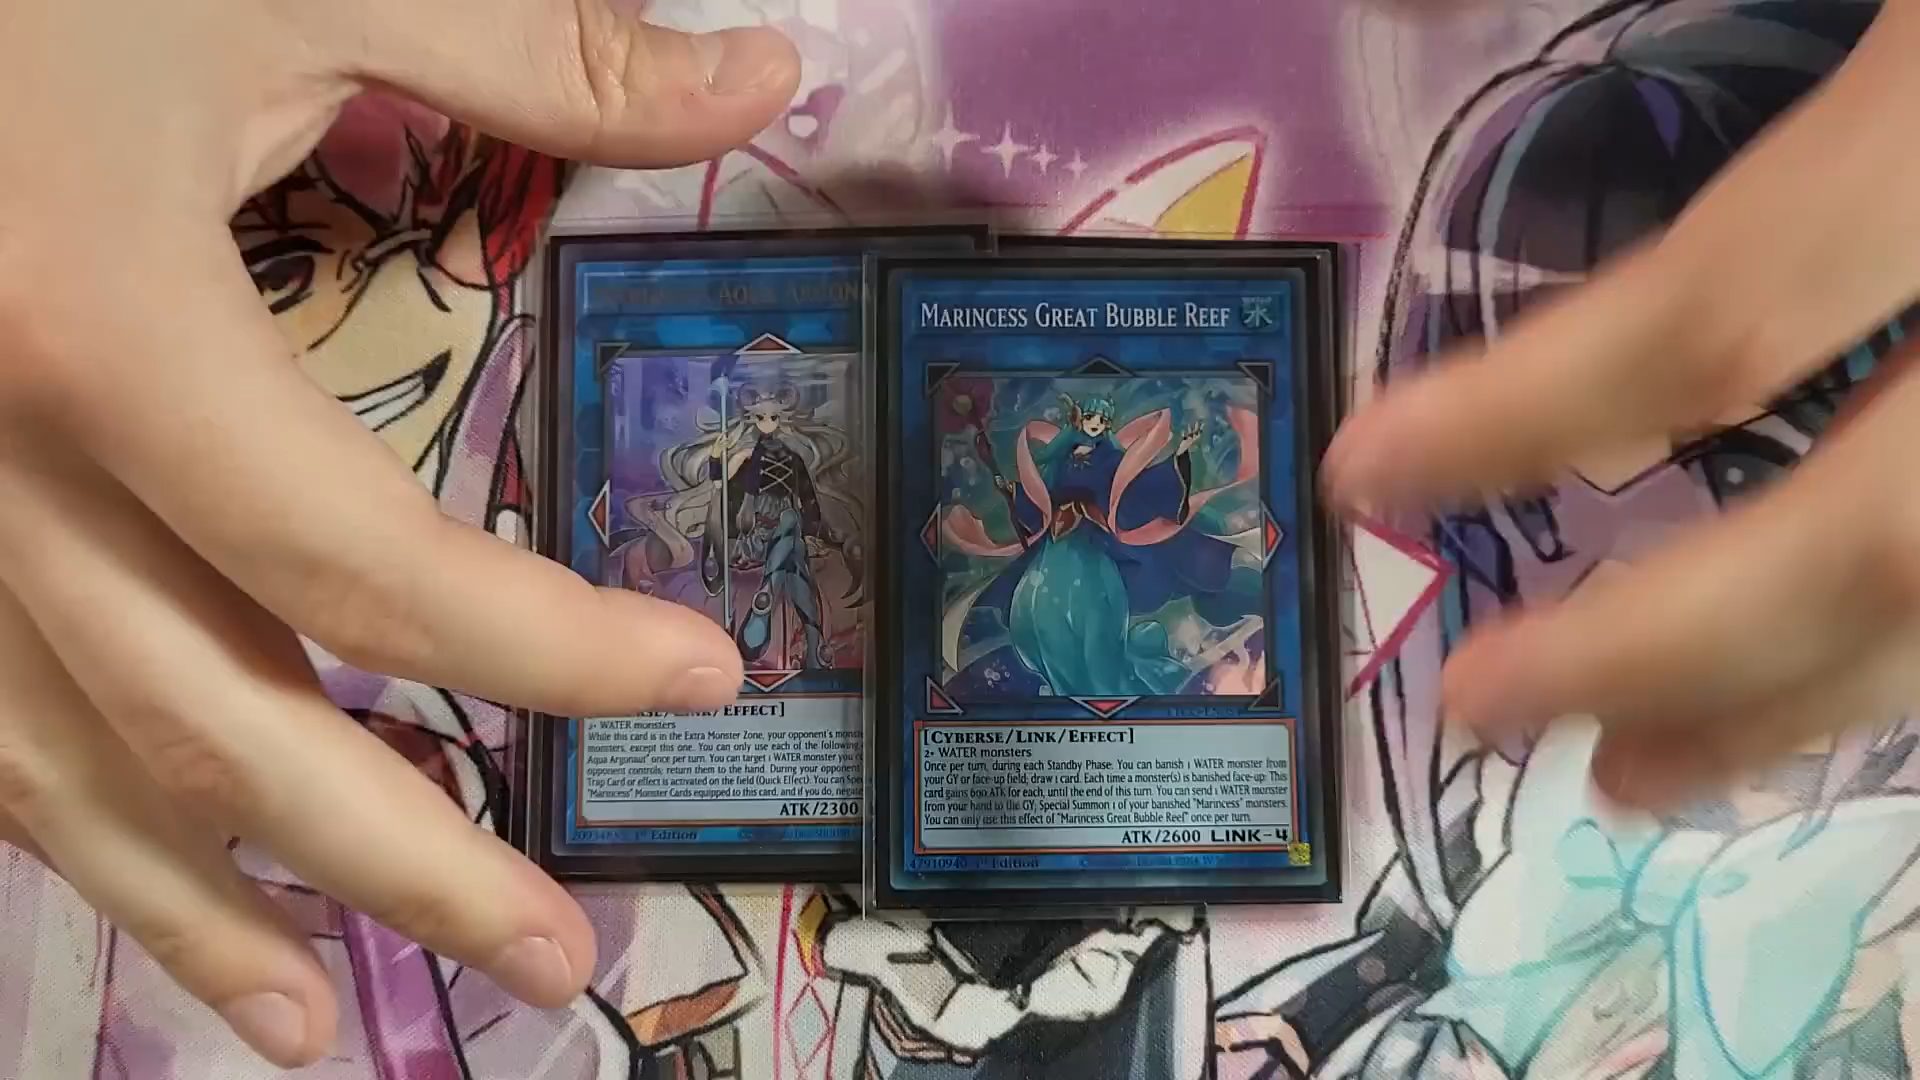 AQUA ARGONA
/LINK/EFFECT]
2+ WATER monsters
While this card is in the Extra Monster Zone, your opponent's
monsters, except this one. You can only use each of the following
Aqua Argonaut" once per turn. You can target 1 WATER monster you
opponent controls; return them to the hand. During your opponent
Trap Card or effect is activated on the field (Quick Effect): You can
"Marincess" Monster Cards equipped to this card, and if you do, negate
ATK/2300
1st Edition
MARINCESS GREAT BUBBLE REEF
水
[CYBERSE/LINK/EFFECT]
2+ WATER monsters
Once per turn, during each Standby Phase: You can banish 1 WATER monster from
your GY or face-up field; draw 1 card. Each time a monster(s) is banished face-up: This
card gains 600 ATK for each, until the end of this turn. You can send 1 WATER monster
from your hand to the GY; Special Summon 1 of your banished "Marincess" monsters.
You can only use this effect of "Marincess Great Bubble Reef" once per turn.
ATK/2600 LINK-4
47910940 1st Edition